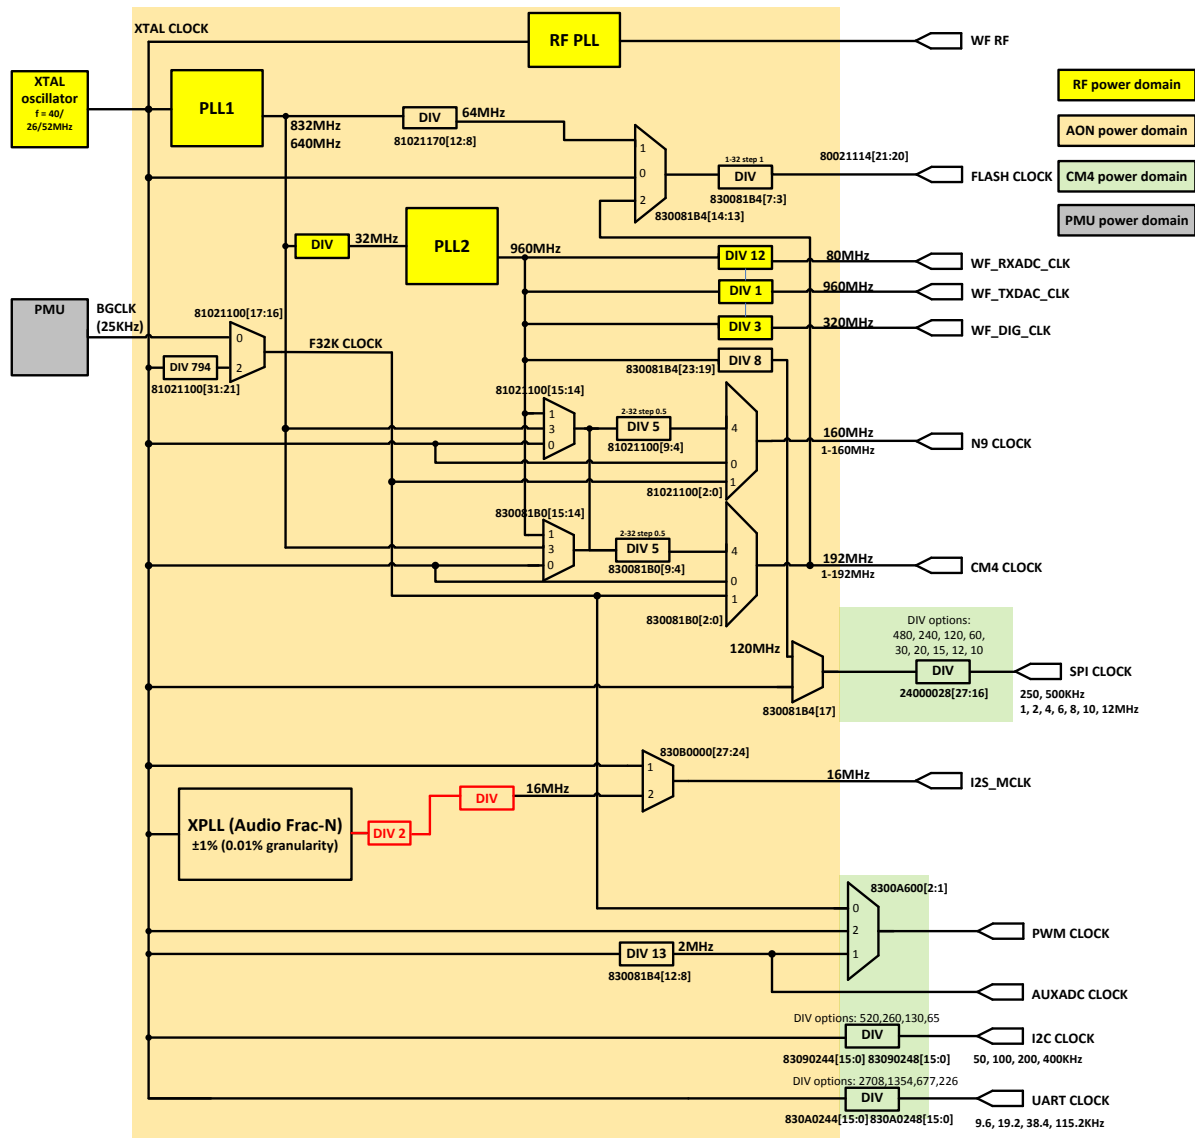 XTAL CLOCK
RF PLL
WF RF
XTAL
oscillator
f = 40/
26/52MHz
PLL1
832MHz
640MHz
DIV
64MHz
81021170[12:8]
1
0
2
830081B4[14:13]
1-32 step 1
DIV
830081B4[7:3]
80021114[21:20]
FLASH CLOCK
RF power domain
AON power domain
CM4 power domain
PMU power domain
DIV
32MHz
PLL2
960MHz
DIV 12
80MHz
WF_RXADC_CLK
DIV 1
960MHz
WF_TXDAC_CLK
DIV 3
320MHz
WF_DIG_CLK
DIV 8
830081B4[23:19]
PMU
BGCLK
(25KHz)
81021100[17:16]
0
2
DIV 794
81021100[31:21]
F32K CLOCK
81021100[15:14]
1
3
0
2-32 step 0.5
DIV 5
81021100[9:4]
4
0
1
81021100[2:0]
160MHz
1-160MHz
N9 CLOCK
830081B0[15:14]
1
3
0
2-32 step 0.5
DIV 5
830081B0[9:4]
4
0
1
830081B0[2:0]
192MHz
1-192MHz
CM4 CLOCK
120MHz
830081B4[17]
DIV options:
480, 240, 120, 60,
30, 20, 15, 12, 10
DIV
24000028[27:16]
SPI CLOCK
250, 500KHz
1, 2, 4, 6, 8, 10, 12MHz
830B0000[27:24]
1
2
16MHz
I2S_MCLK
XPLL (Audio Frac-N)
±1% (0.01% granularity)
DIV 2
DIV
16MHz
8300A600[2:1]
0
2
1
PWM CLOCK
DIV 13
2MHz
830081B4[12:8]
AUXADC CLOCK
DIV options: 520,260,130,65
DIV
83090244[15:0] 83090248[15:0]
I2C CLOCK
50, 100, 200, 400KHz
DIV options: 2708,1354,677,226
DIV
830A0244[15:0] 830A0248[15:0]
UART CLOCK
9.6, 19.2, 38.4, 115.2KHz